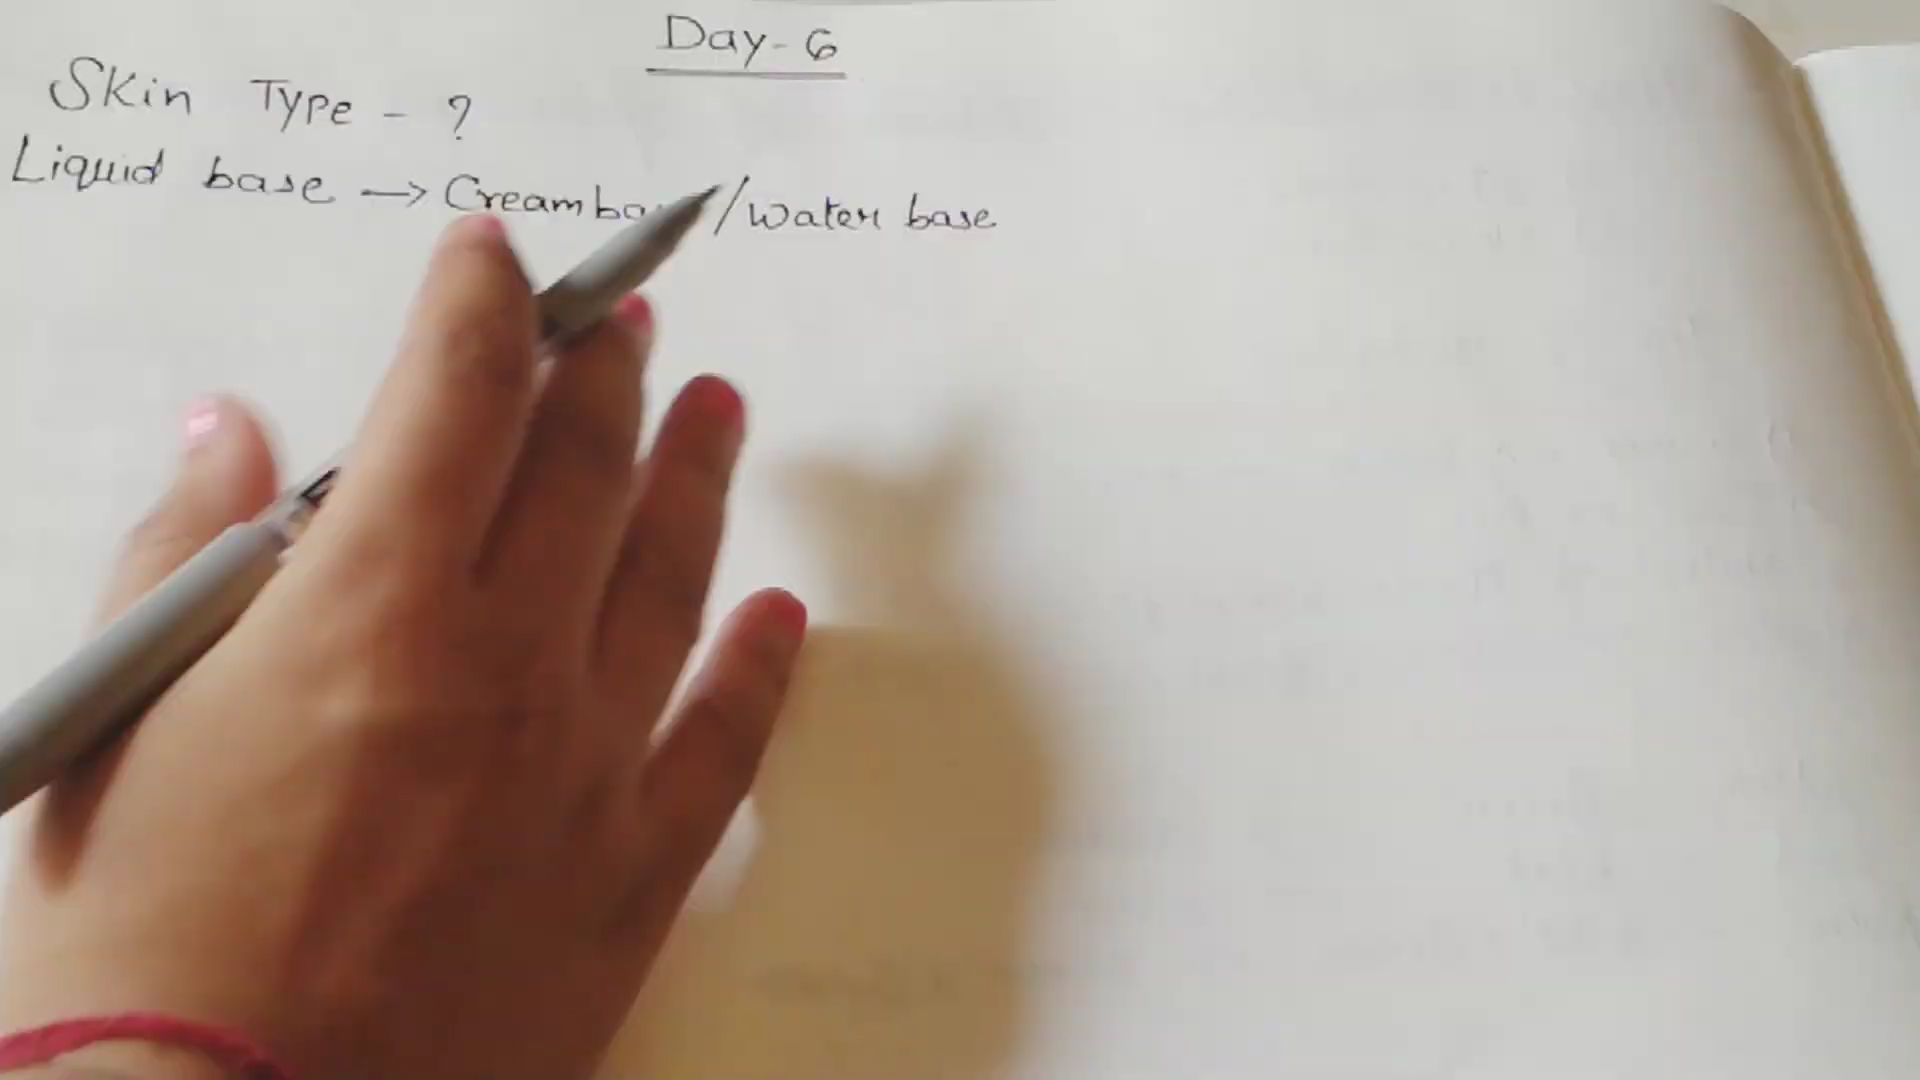 Day-6
Skin Type - ?
Liquid base → Cream /Water base